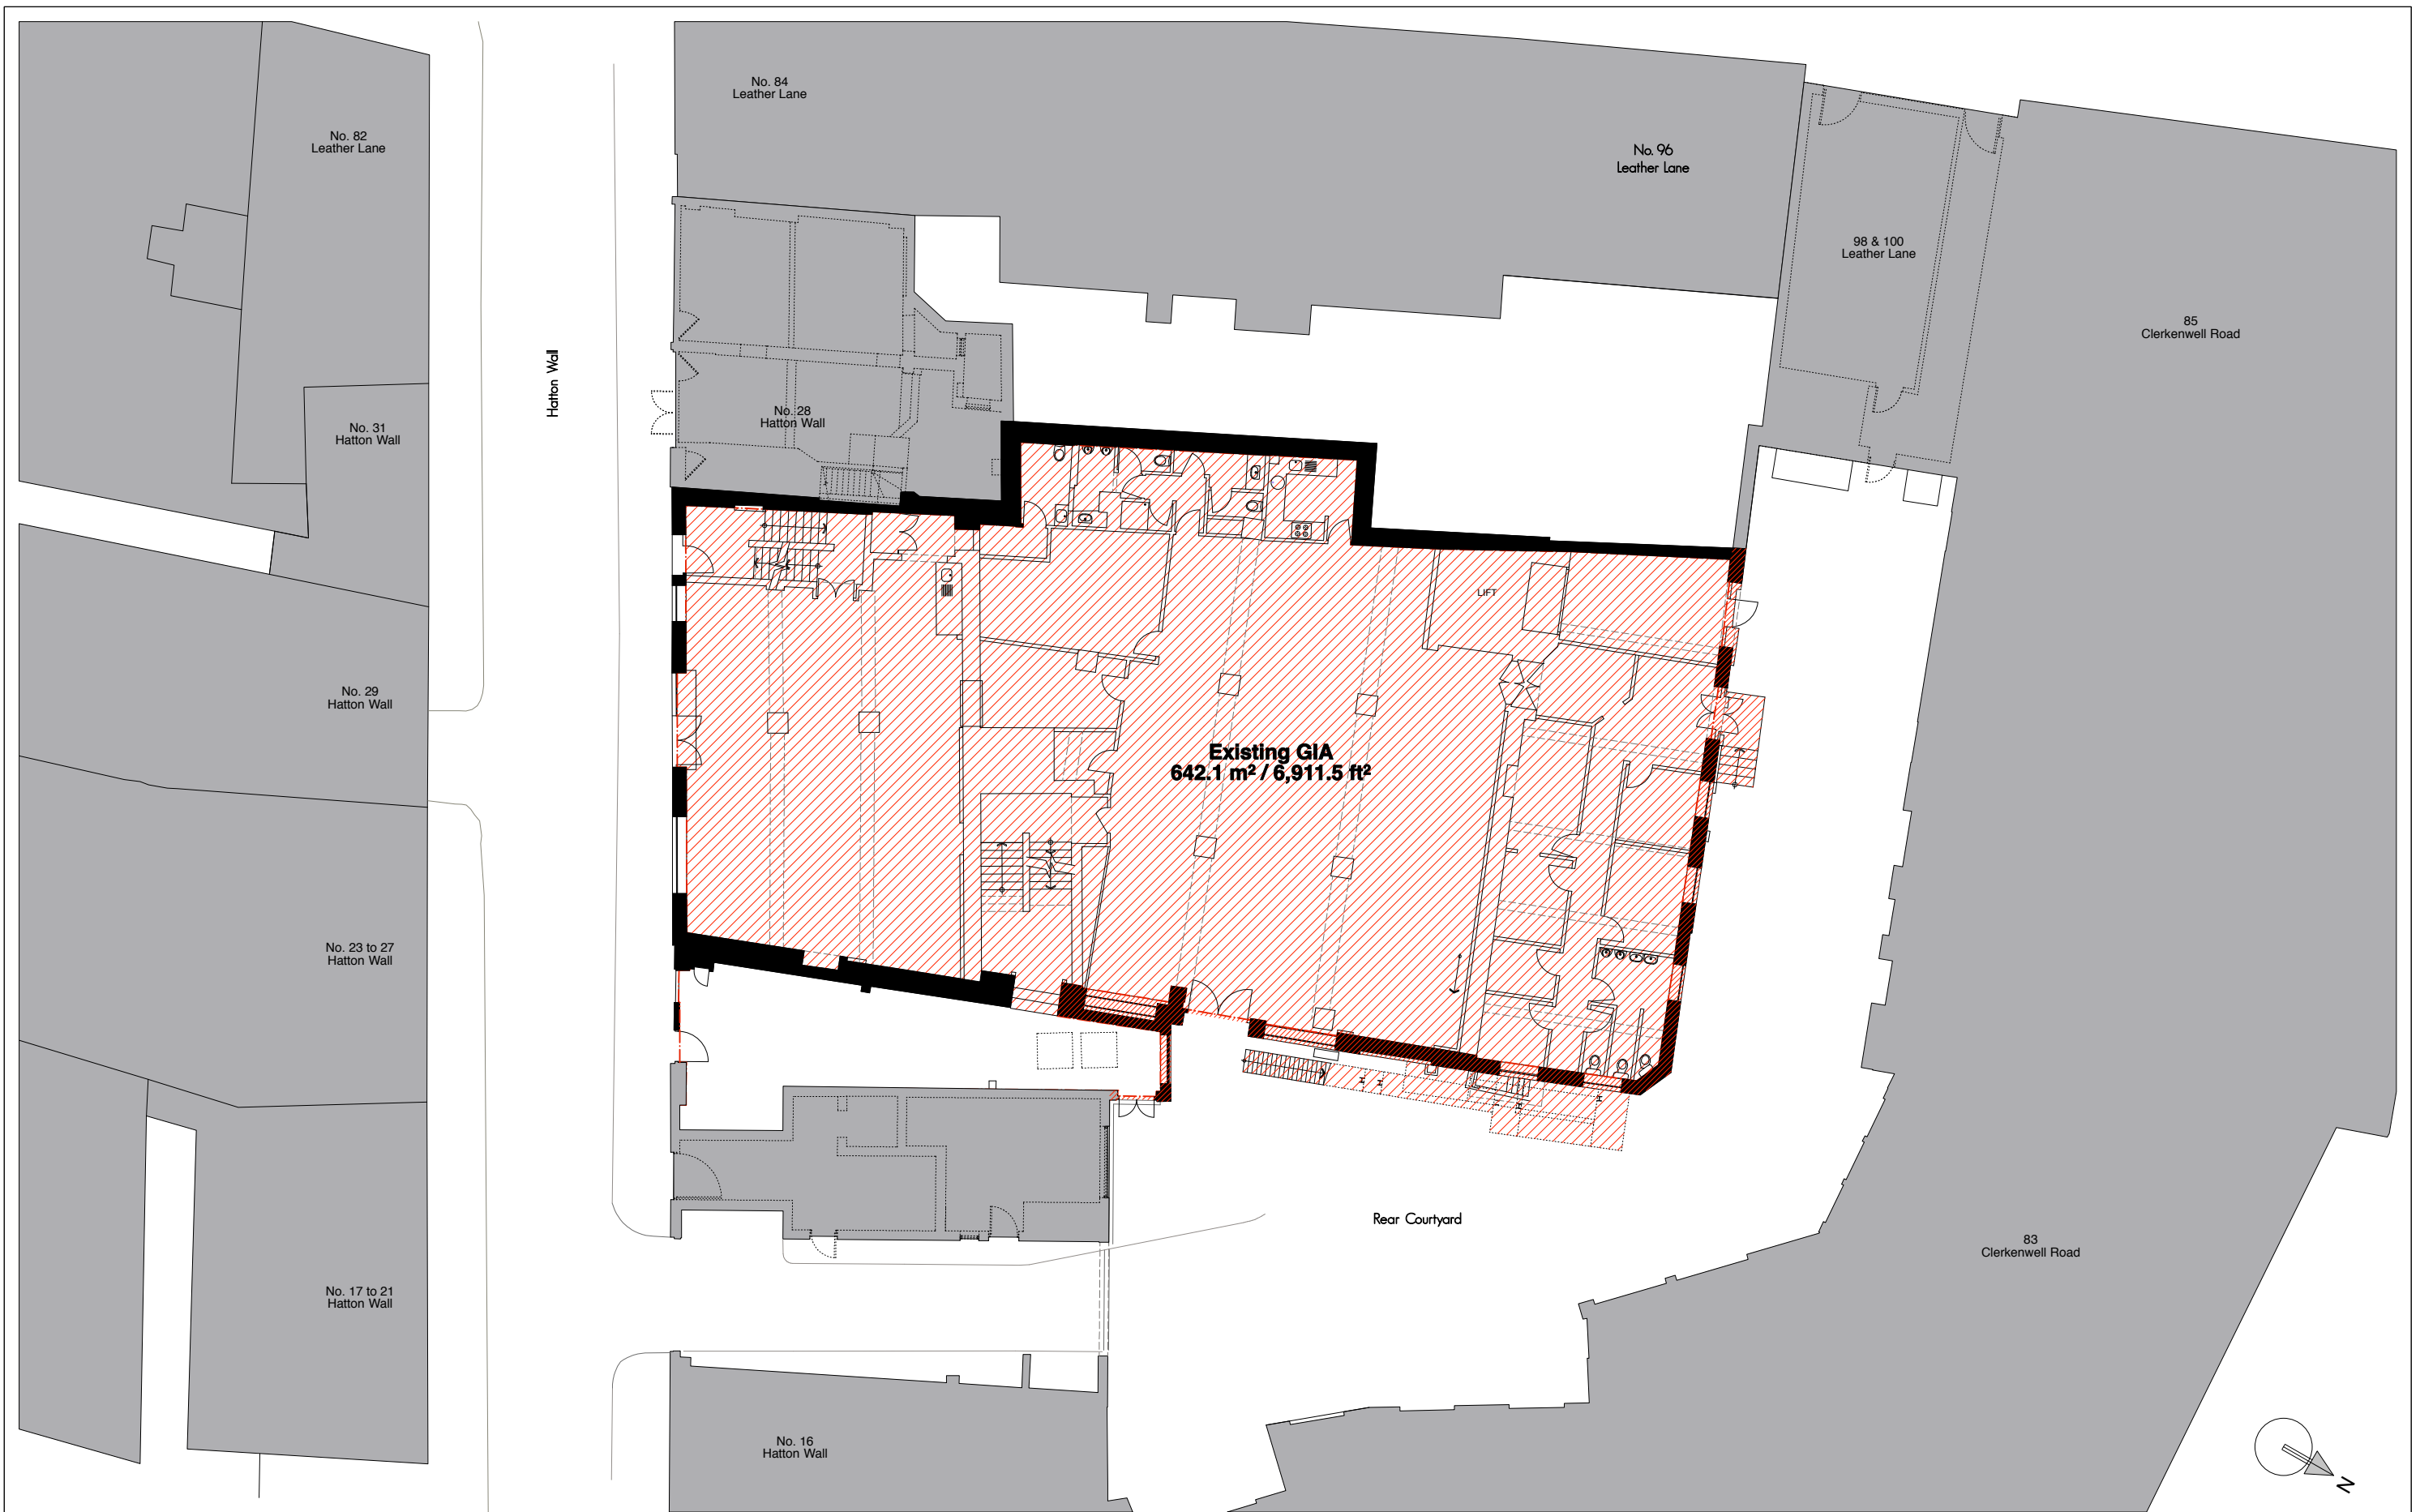 No. 84
Leather Lane
No. 82
Leather Lane
No. 96
Leather Lane
98 & 100
Leather Lane
85
Clerkenwell Road
Hatton Wall
No. 28
Hatton Wall
No. 31
Hatton Wall
LIFT
No. 29
Hatton Wall
Existing GIA
642.1 m² / 6,911.5 ft²
No. 23 to 27
Hatton Wall
Rear Courtyard
83
Clerkenwell Road
No. 17 to 21
Hatton Wall
No. 16
Hatton Wall
N